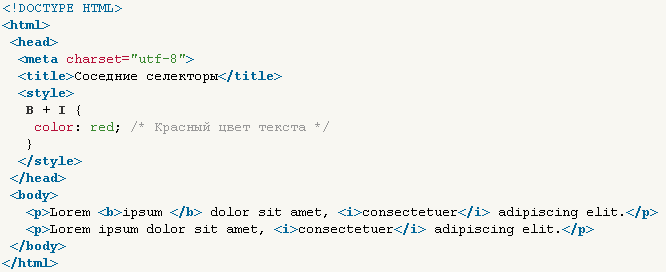 <!DOCTYPE HTML>
<html>
 <head>
  <meta charset="utf-8">
  <title>Соседние селекторы</title>
  <style>
   B + I {
    color: red; /* Красный цвет текста */
   }
  </style>
 </head>
 <body>
   <p>Lorem <b>ipsum </b> dolor sit amet, <i>consectetuer</i> adipiscing elit.</p>
   <p>Lorem ipsum dolor sit amet, <i>consectetuer</i> adipiscing elit.</p>
 </body>
</html>